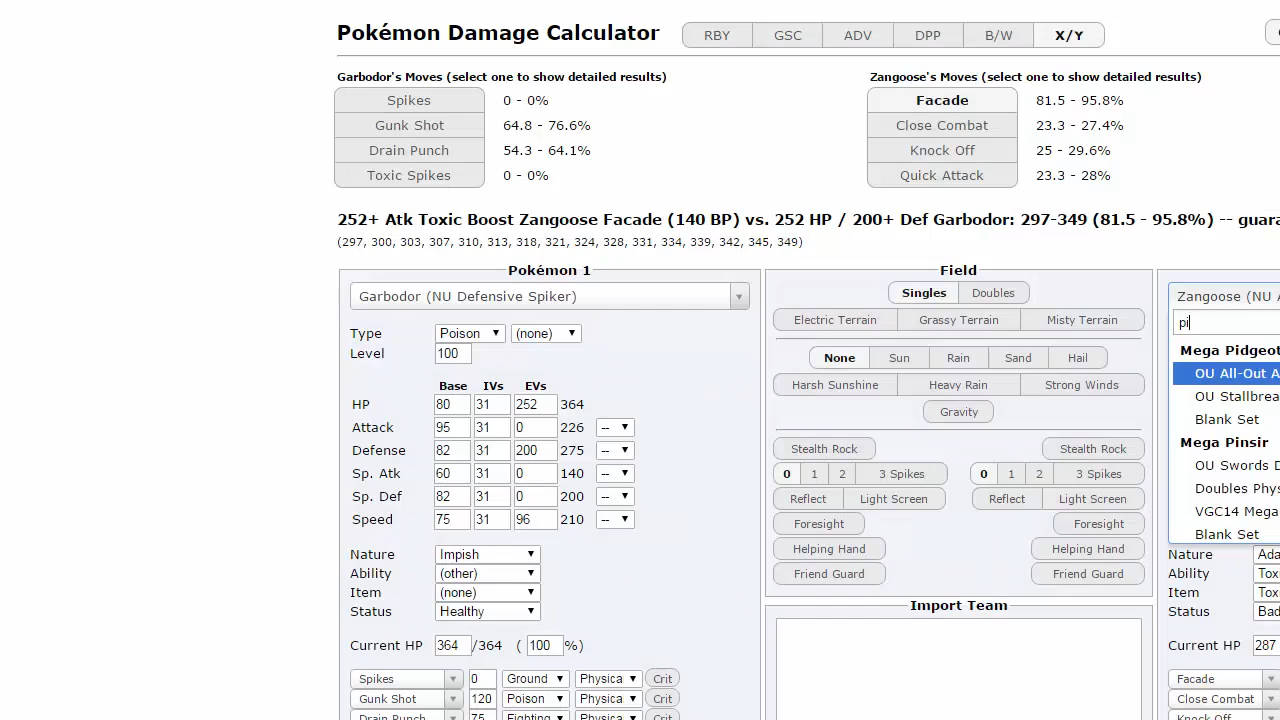 Pokémon Damage Calculator RBY GSC ADV DPP B/W X/Y
Garbodor's Moves (select one to show detailed results) Zangoose's Moves (select one to show detailed results)
Spikes 0 - 0% Facade 81.5 - 95.8%
Gunk Shot 64.8 - 76.6% Close Combat 23.3 - 27.4%
Drain Punch 54.3 - 64.1% Knock Off 25 - 29.6%
Toxic Spikes 0 - 0% Quick Attack 23.3 - 28%
252+ Atk Toxic Boost Zangoose Facade (140 BP) vs. 252 HP / 200+ Def Garbodor: 297-349 (81.5 - 95.8%) -- guara
(297, 300, 303, 307, 310, 313, 318, 321, 324, 328, 331, 334, 339, 342, 345, 349)
Pokémon 1
Garbodor (NU Defensive Spiker)
Type Poison (none)
Level 100
Base IVs EVs
HP 80 31 252 364
Attack 95 31 0 226 --
Defense 82 31 200 275 --
Sp. Atk 60 31 0 140 --
Sp. Def 82 31 0 200 --
Speed 75 31 96 210 --
Nature Impish
Ability (other)
Item (none)
Status Healthy
Current HP 364 /364 ( 100 %)
Spikes 0 Ground Physica Crit
Gunk Shot 120 Poison Physica Crit
Drain Punch 75 Fighting Physica Crit
Field
Singles Doubles
Electric Terrain Grassy Terrain Misty Terrain
None Sun Rain Sand Hail
Harsh Sunshine Heavy Rain Strong Winds
Gravity
Stealth Rock Stealth Rock
0 1 2 3 Spikes 0 1 2 3 Spikes
Reflect Light Screen Reflect Light Screen
Foresight Foresight
Helping Hand Helping Hand
Friend Guard Friend Guard
Import Team
Zangoose (NU A
pi
Mega Pidgeot
OU All-Out A
OU Stallbrea
Blank Set
Mega Pinsir
OU Swords D
Doubles Phys
VGC14 Mega
Blank Set
Nature Ada
Ability Tox
Item Tox
Status Bad
Current HP 287
Facade
Close Combat
Knock Off